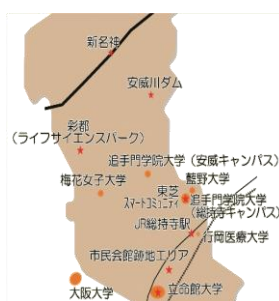 新名神
安威川ダム
彩都
(ライフサイエンスパーク)
追手門学院大学(安威キャンパス)
梅花女子大学
藍野大学
東芝
スマートコミュニティ
追手門学院大学
(総持寺キャンパス)
JR総持寺駅
行岡医療大学
市民会館跡地エリア
大阪大学
立命館大学